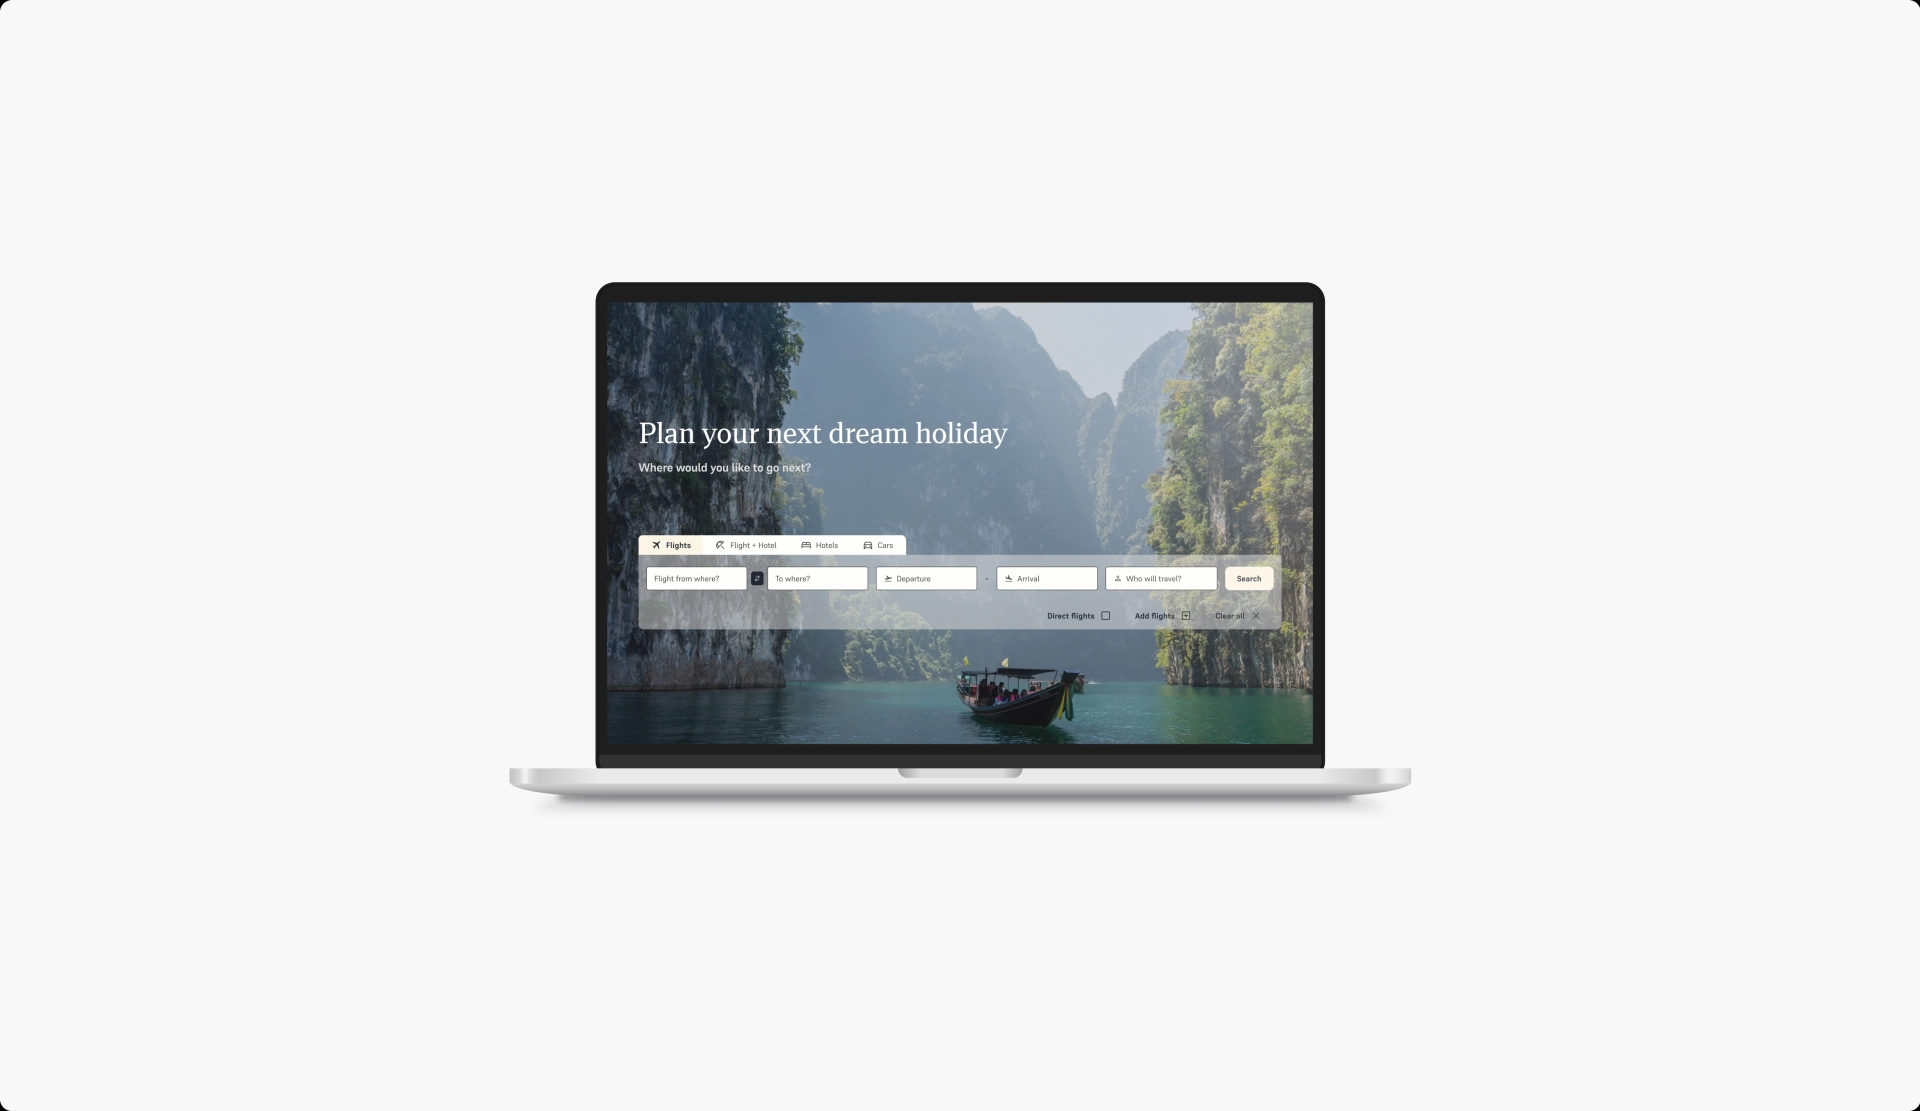 Plan your next dream holiday
Where would you like to go next?
Flights Flight + Hotel Hotels Cars
Flight from where? To where? Departure - Arrival Who will travel? Search
Direct flights Add flights Clear all